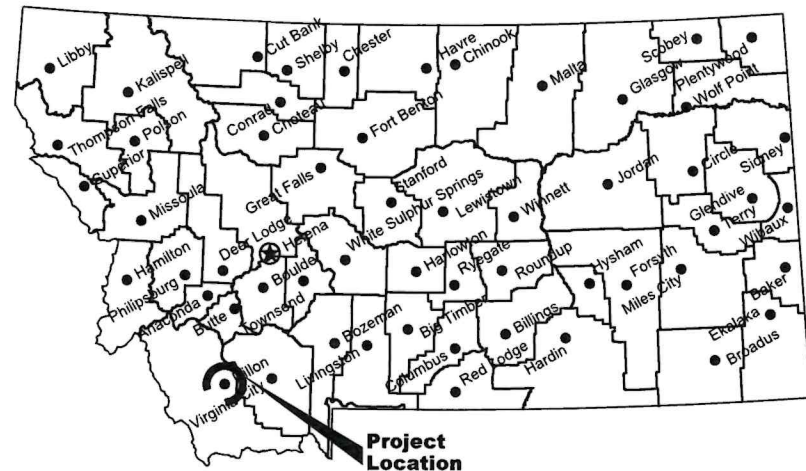 Libby
Kalispell
Cut Bank
Shelby
Chester
Havre
Chinook
Malta
Glasgow
Scobey
Plentywood
Wolf Point
Thompson Falls
Polson
Superior
Conrad
Choteau
Fort Benton
Missoula
Great Falls
Stanford
Lewistown
Winnett
Jordan
Circle
Sidney
Glendive
Terry
Wibaux
Hamilton
Philipsburg
Deer Lodge
Helena
Boulder
White Sulphur Springs
Harlowton
Ryegate
Roundup
Hysham
Forsyth
Miles City
Baker
Ekalaka
Anaconda
Butte
Townsend
Bozeman
Livingston
Big Timber
Columbus
Red Lodge
Billings
Hardin
Broadus
Dillon
Virginia City
Project
Location